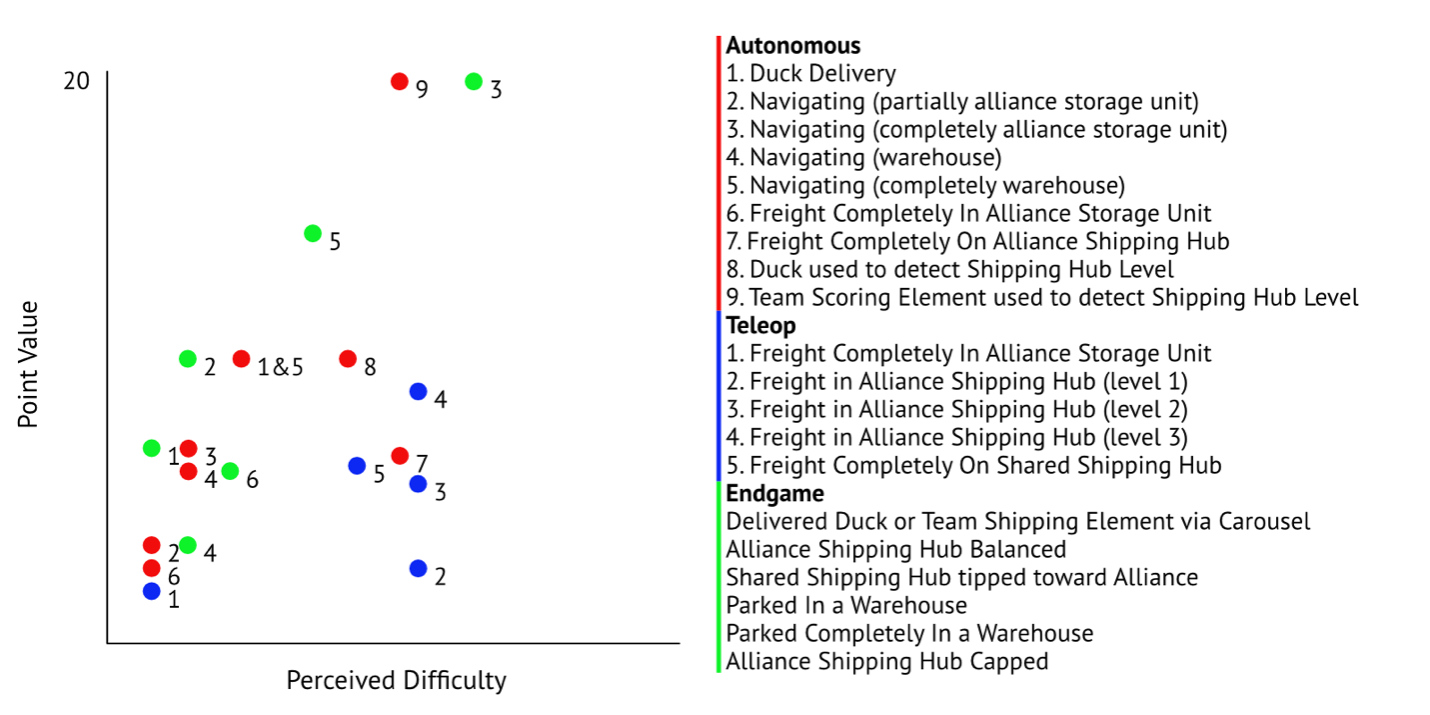 20
9
3
5
2
1&5
8
4
1
3
4
6
5
7
3
2
4
6
1
2
Point Value
Perceived Difficulty
Autonomous
1. Duck Delivery
2. Navigating (partially alliance storage unit)
3. Navigating (completely alliance storage unit)
4. Navigating (warehouse)
5. Navigating (completely warehouse)
6. Freight Completely In Alliance Storage Unit
7. Freight Completely On Alliance Shipping Hub
8. Duck used to detect Shipping Hub Level
9. Team Scoring Element used to detect Shipping Hub Level
Teleop
1. Freight Completely In Alliance Storage Unit
2. Freight in Alliance Shipping Hub (level 1)
3. Freight in Alliance Shipping Hub (level 2)
4. Freight in Alliance Shipping Hub (level 3)
5. Freight Completely On Shared Shipping Hub
Endgame
Delivered Duck or Team Shipping Element via Carousel
Alliance Shipping Hub Balanced
Shared Shipping Hub tipped toward Alliance
Parked In a Warehouse
Parked Completely In a Warehouse
Alliance Shipping Hub Capped